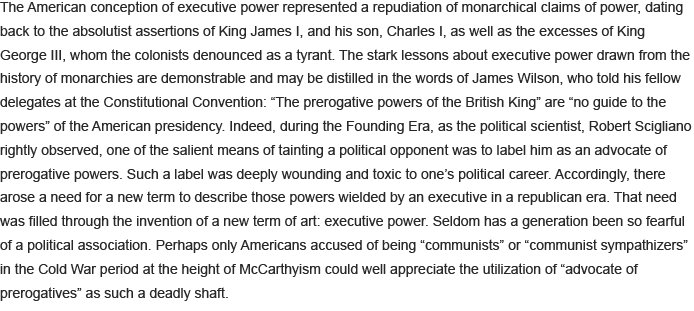 The American conception of executive power represented a repudiation of monarchical claims of power, dating
back to the absolutist assertions of King James I, and his son, Charles I, as well as the excesses of King
George III, whom the colonists denounced as a tyrant. The stark lessons about executive power drawn from the
history of monarchies are demonstrable and may be distilled in the words of James Wilson, who told his fellow
delegates at the Constitutional Convention: “The prerogative powers of the British King” are “no guide to the
powers” of the American presidency. Indeed, during the Founding Era, as the political scientist, Robert Scigliano
rightly observed, one of the salient means of tainting a political opponent was to label him as an advocate of
prerogative powers. Such a label was deeply wounding and toxic to one’s political career. Accordingly, there
arose a need for a new term to describe those powers wielded by an executive in a republican era. That need
was filled through the invention of a new term of art: executive power. Seldom has a generation been so fearful
of a political association. Perhaps only Americans accused of being “communists” or “communist sympathizers”
in the Cold War period at the height of McCarthyism could well appreciate the utilization of “advocate of
prerogatives” as such a deadly shaft.